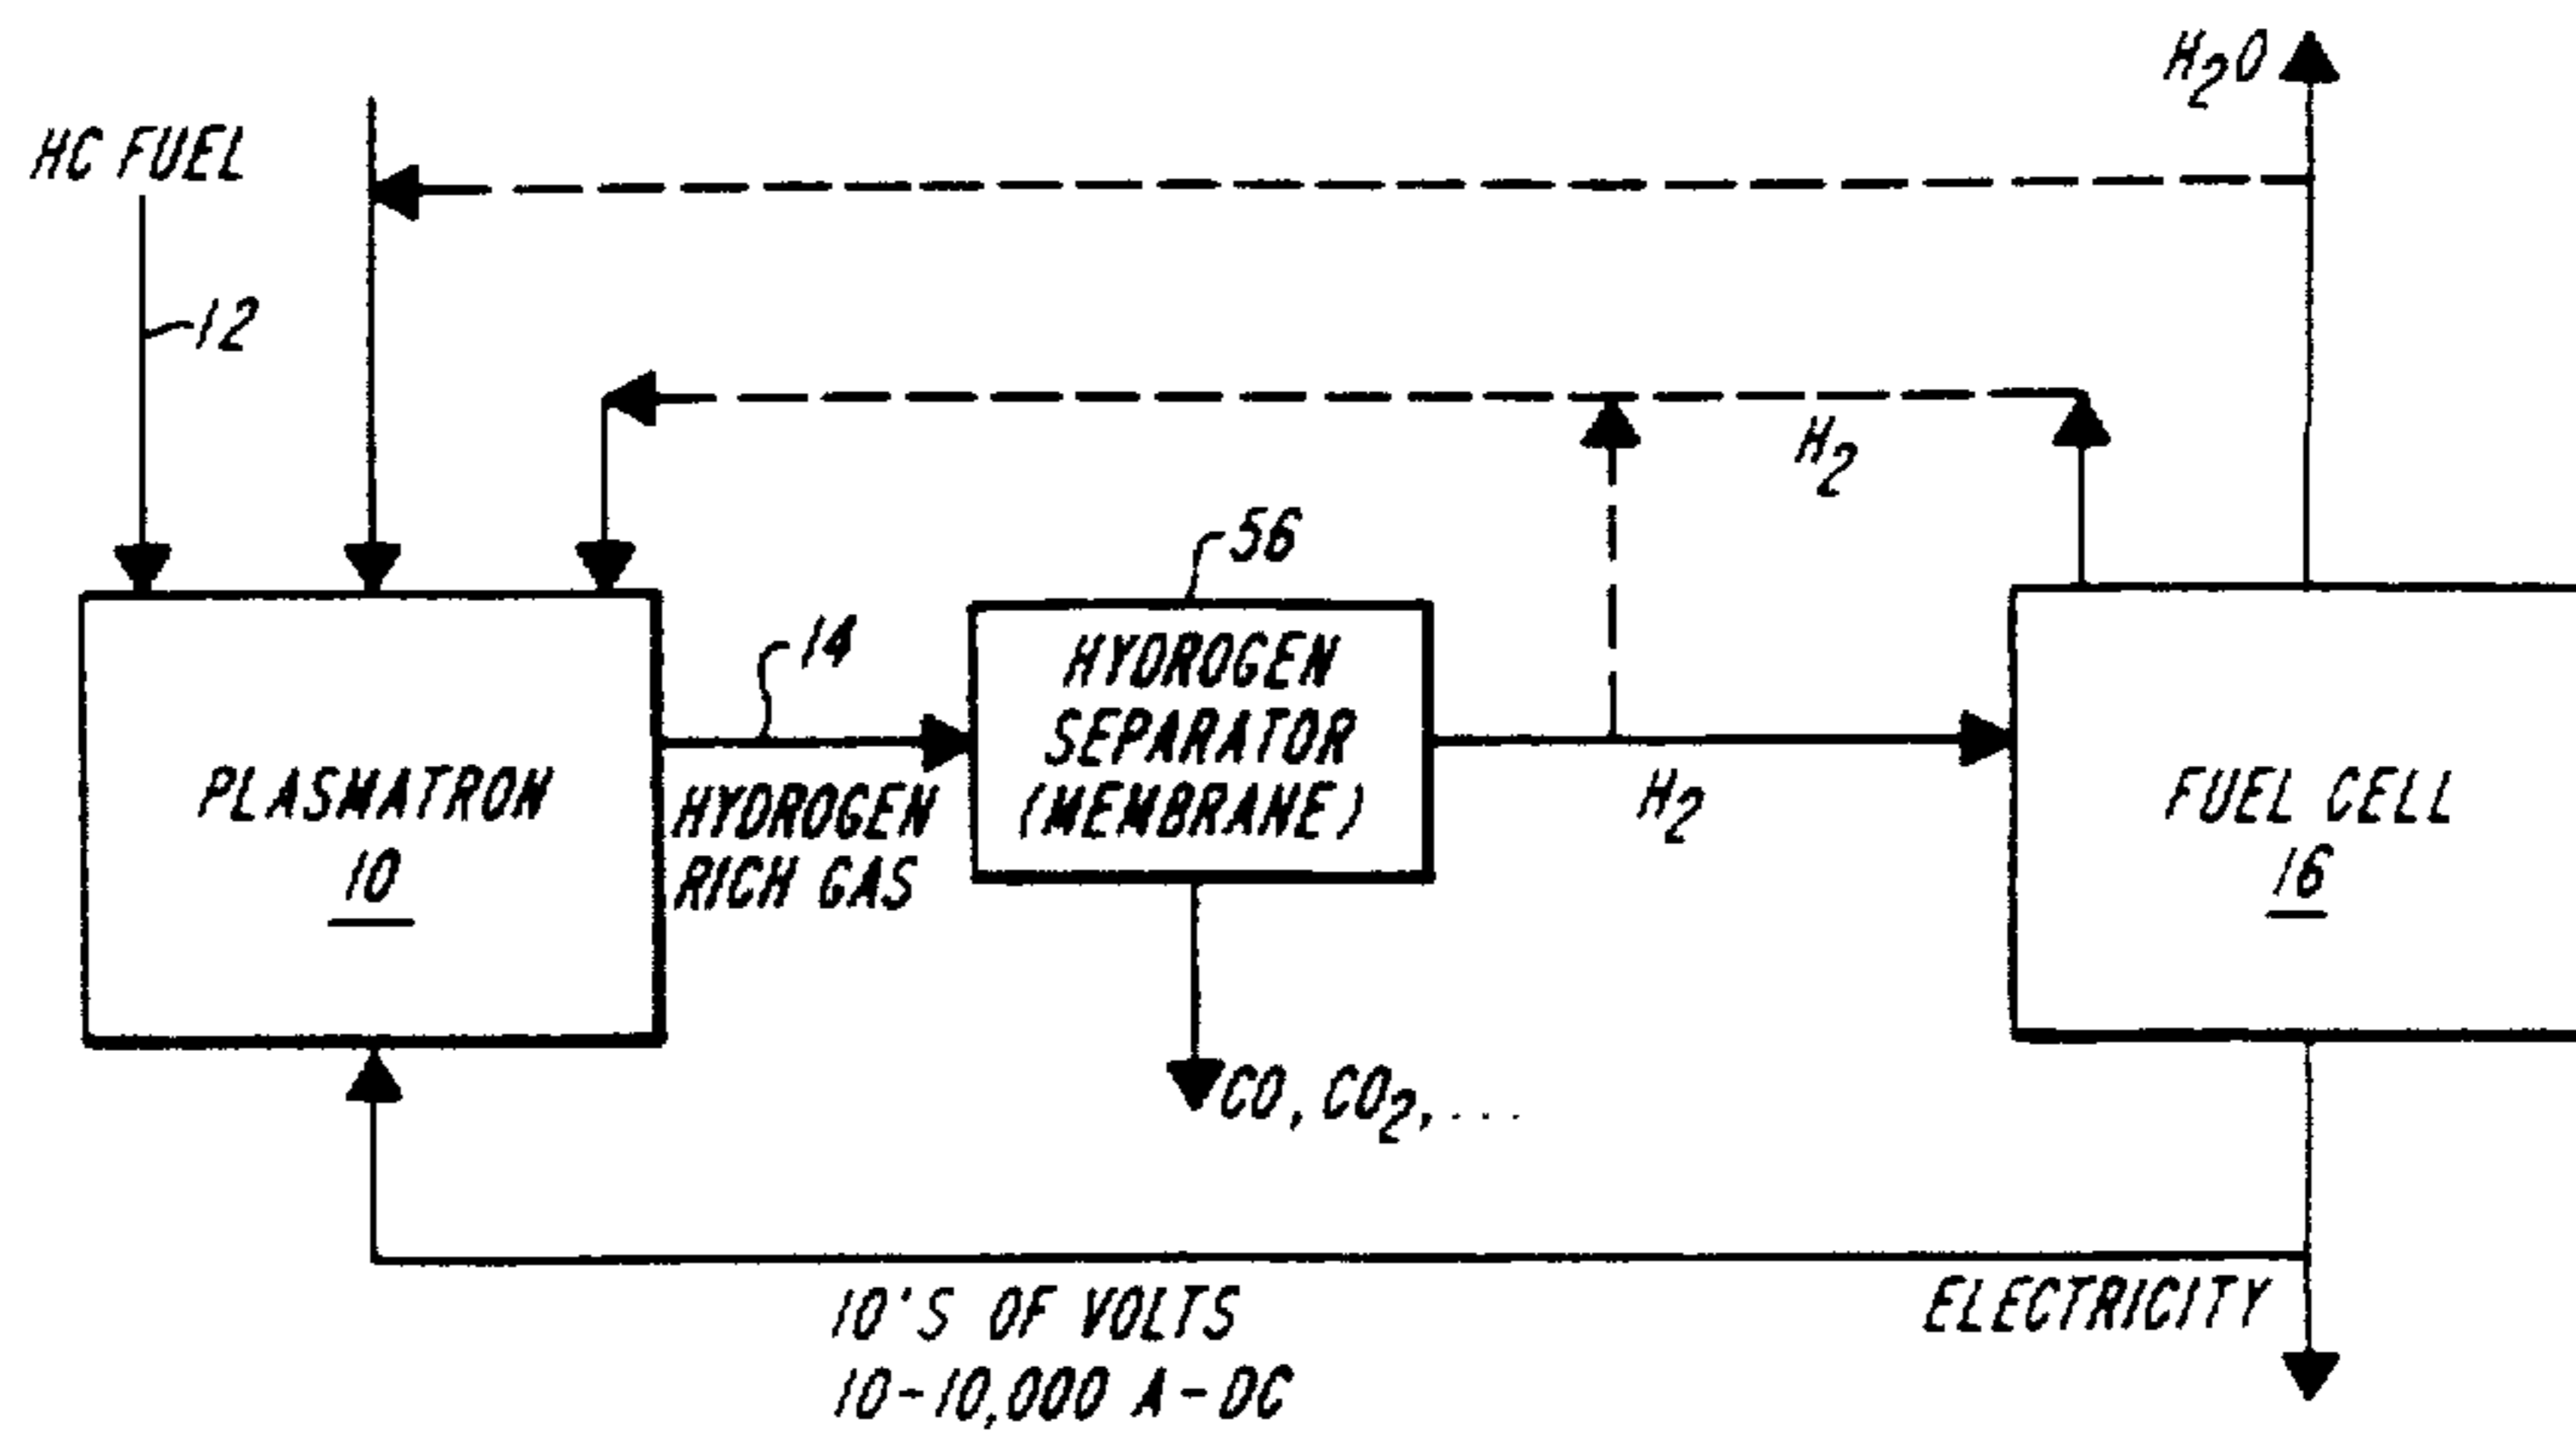 H2O
HC FUEL
12
H2
56
14
HYDROGEN
SEPARATOR
(MEMBRANE)
PLASMATRON
10
HYDROGEN
RICH GAS
H2
FUEL CELL
16
CO, CO2, ...
10'S OF VOLTS
10-10,000 A-DC
ELECTRICITY